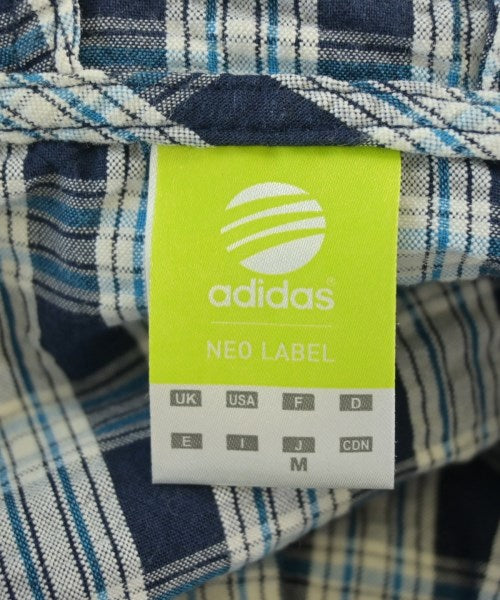 adidas®
NEO LABEL
UK USA F D
E I J CDN
M